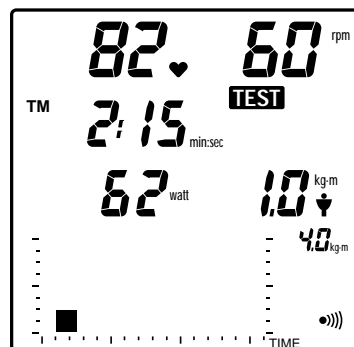 82 60 rpm
TEST
TM 2:15 min:sec
62 watt 1.0 kg·m
4.0 kg·m
TIME